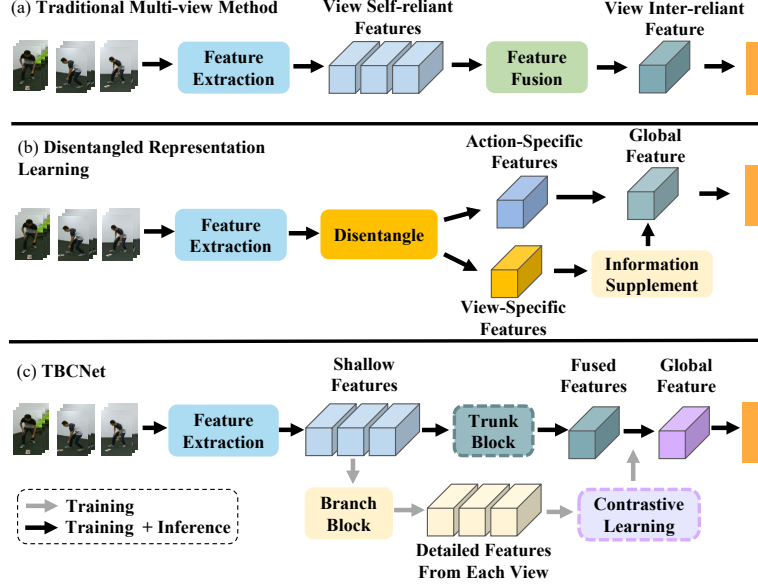 (a) Traditional Multi-view Method
View Self-reliant
Features
View Inter-reliant
Feature
Feature
Extraction
Feature
Fusion
(b) Disentangled Representation
Learning
Action-Specific
Features
Global
Feature
Feature
Extraction
Disentangle
Information
Supplement
View-Specific
Features
(c) TBCNet
Shallow
Features
Fused
Features
Global
Feature
Feature
Extraction
Trunk
Block
Training
Training + Inference
Branch
Block
Contrastive
Learning
Detailed Features
From Each View